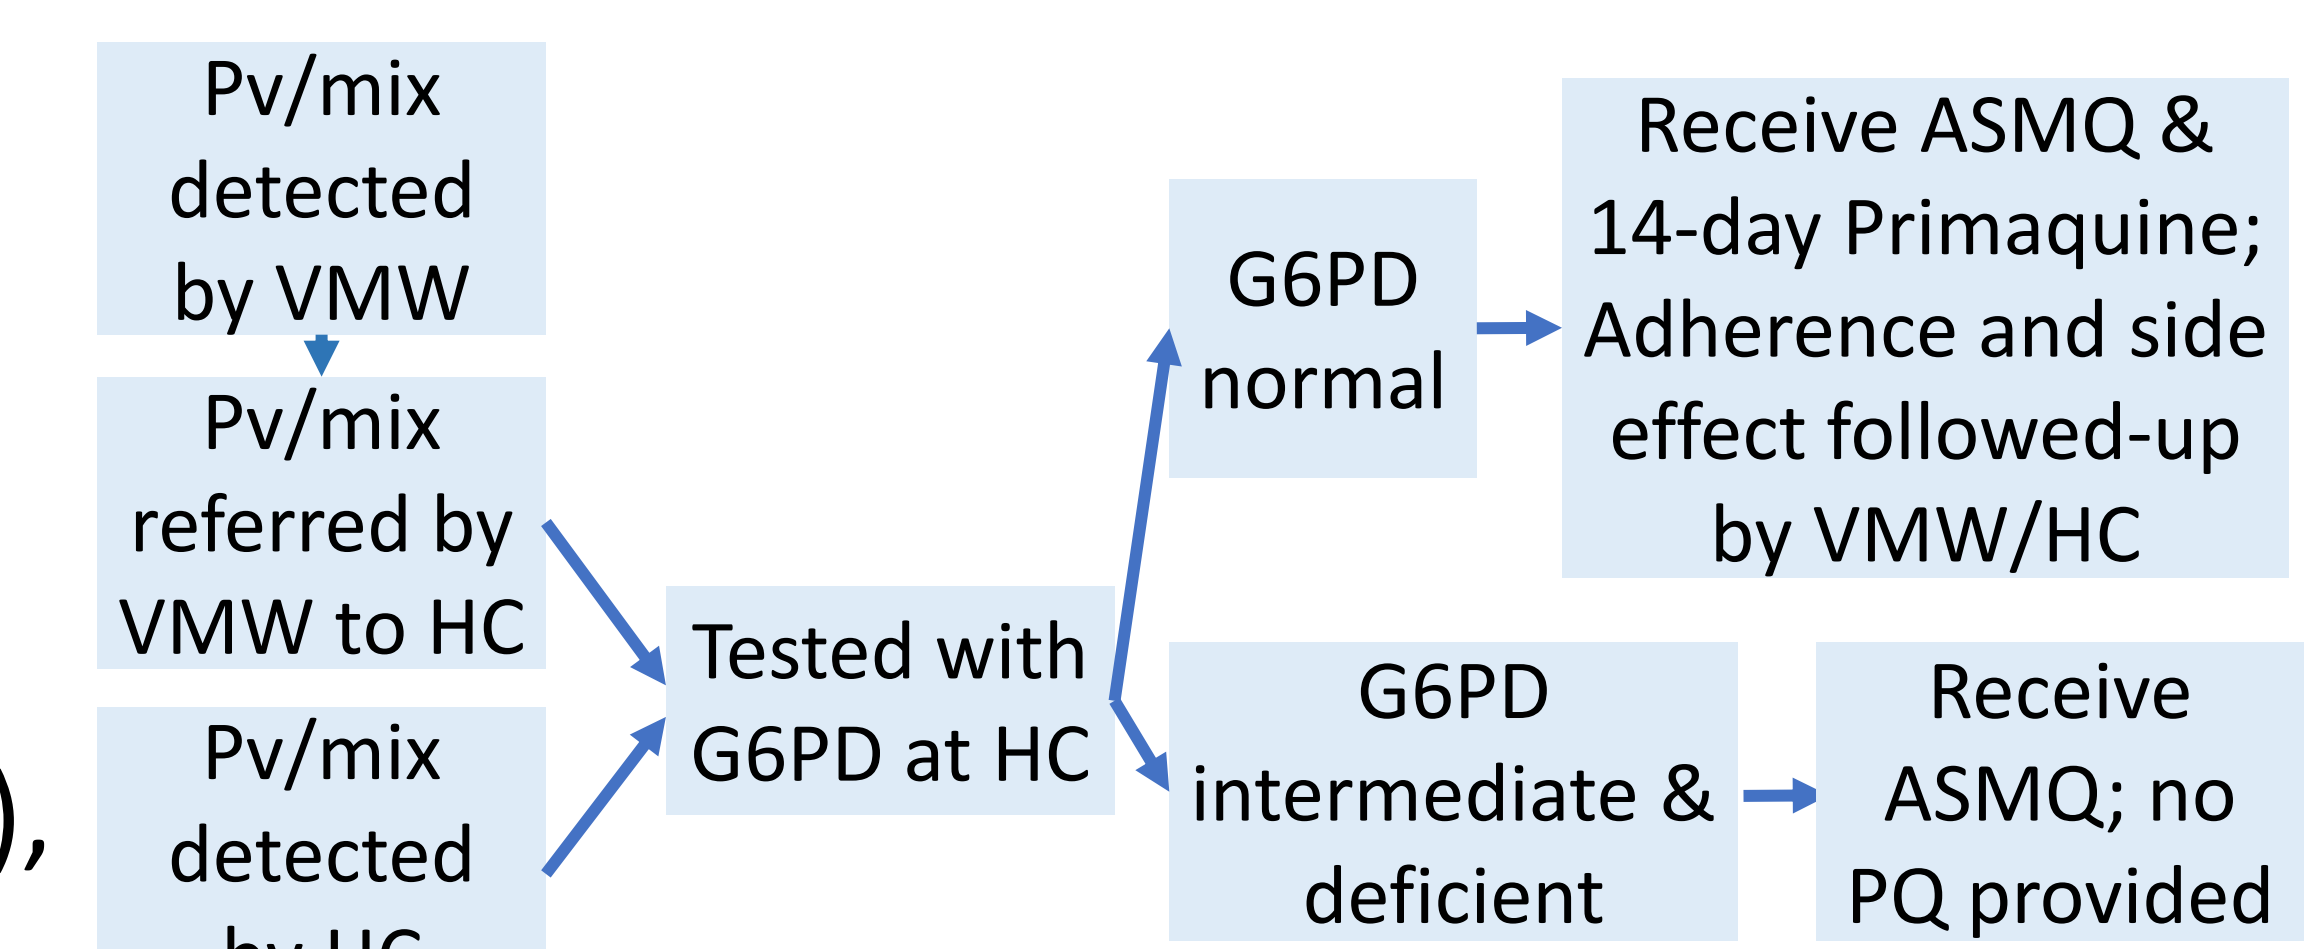 Pv/mix
detected
by VMW
Pv/mix
referred by
VMW to HC
Pv/mix
detected
by HC
),
Tested with
G6PD at HC
G6PD
normal
Receive ASMQ &
14-day Primaquine;
Adherence and side
effect followed-up
by VMW/HC
G6PD
intermediate &
deficient
Receive
ASMQ; no
PQ provided